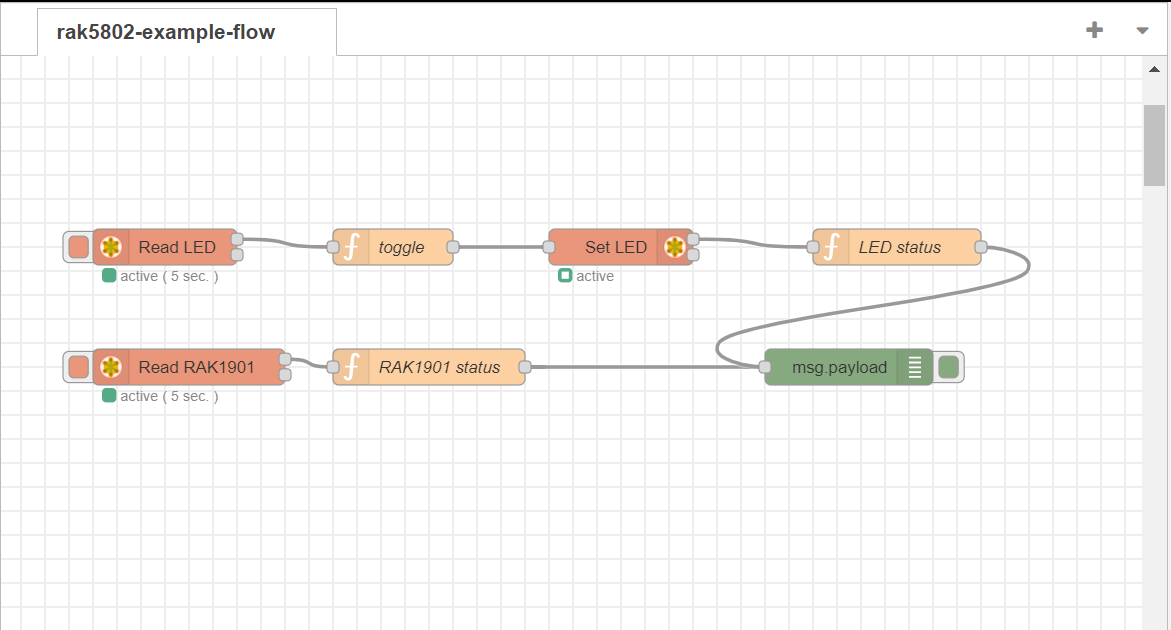 rak5802-example-flow
Read LED
toggle
Set LED
LED status
active ( 5 sec. )
active
Read RAK1901
RAK1901 status
msg.payload
active ( 5 sec. )